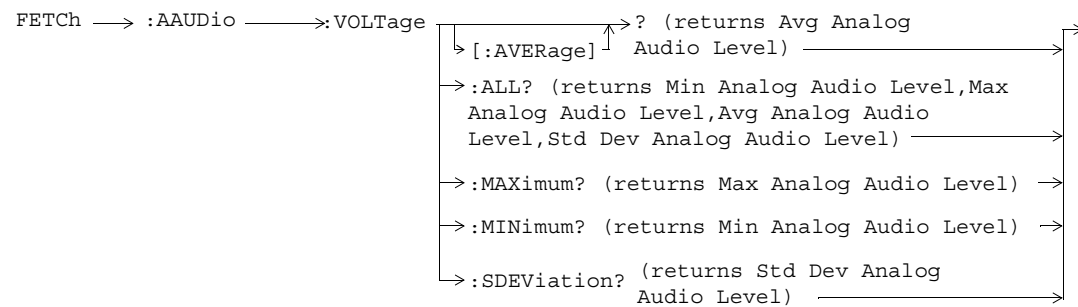 FETCh :AAUDio :VOLTage ? (returns Avg Analog
[:AVERage] Audio Level)
:ALL? (returns Min Analog Audio Level,Max
Analog Audio Level,Avg Analog Audio
Level,Std Dev Analog Audio Level)
:MAXimum? (returns Max Analog Audio Level)
:MINimum? (returns Min Analog Audio Level)
:SDEViation? (returns Std Dev Analog
Audio Level)